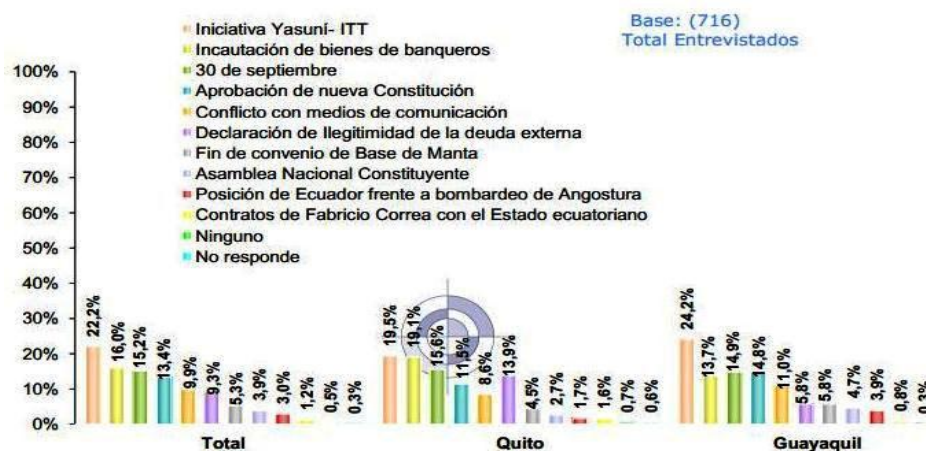 Base: (716)
Total Entrevistados
Iniciativa Yasuní- ITT
Incautación de bienes de banqueros
30 de septiembre
Aprobación de nueva Constitución
Conflicto con medios de comunicación
Declaración de Ilegitimidad de la deuda externa
Fin de convenio de Base de Manta
Asamblea Nacional Constituyente
Posición de Ecuador frente a bombardeo de Angostura
Contratos de Fabricio Correa con el Estado ecuatoriano
Ninguno
No responde
100%
90%
80%
70%
60%
50%
40%
30%
20%
10%
0%
22,2%
16,0%
15,2%
13,4%
9,9%
9,3%
5,3%
3,9%
3,0%
1,2%
0,5%
0,3%
19,5%
19,1%
15,6%
11,5%
8,6%
13,9%
4,5%
2,7%
1,7%
1,6%
0,7%
0,6%
24,2%
13,7%
14,9%
14,8%
11,0%
5,8%
5,8%
4,7%
3,9%
0,8%
0,3%
Total
Quito
Guayaquil